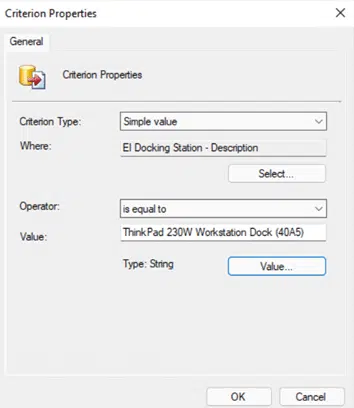 Criterion Properties
General
Criterion Properties
Criterion Type: Simple value
Where: EI Docking Station - Description
Select...
Operator: is equal to
Value: ThinkPad 230W Workstation Dock (40A5)
Type: String Value...
OK Cancel